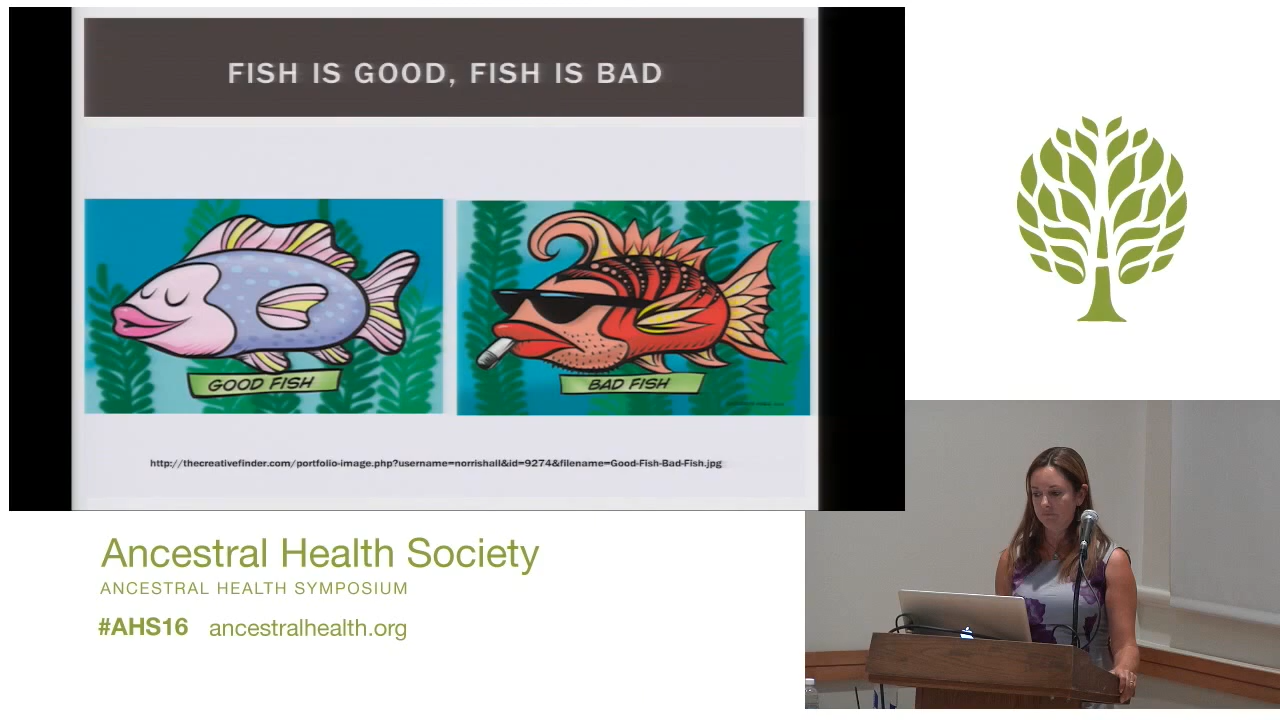 FISH IS GOOD, FISH IS BAD
GOOD FISH
BAD FISH
http://thecreativefinder.com/portfolio-image.php?username=norrishall&id=9274&filename=Good-Fish-Bad-Fish.jpg
Ancestral Health Society
ANCESTRAL HEALTH SYMPOSIUM
#AHS16 ancestralhealth.org